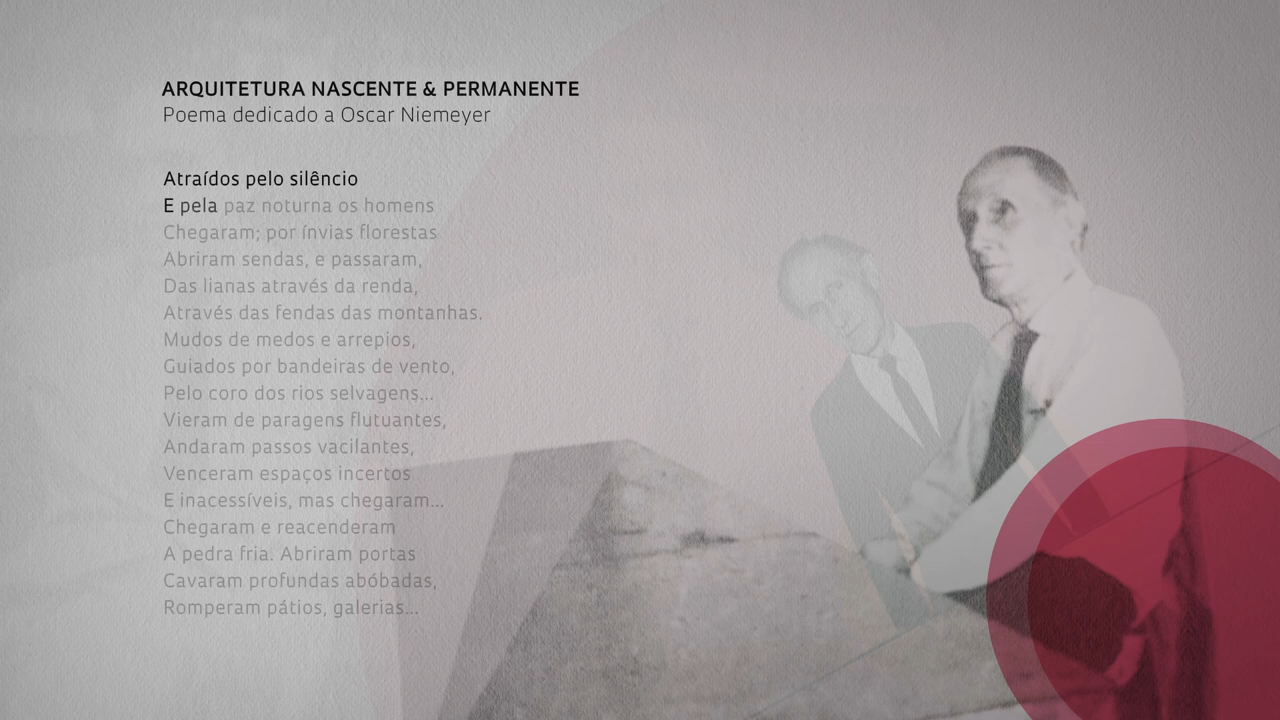 ARQUITETURA NASCENTE & PERMANENTE
Poema dedicado a Oscar Niemeyer
Atraídos pelo silêncio
E pela paz noturna os homens
Chegaram; por ínvias florestas
Abriram sendas, e passaram,
Das lianas através da renda,
Através das fendas das montanhas.
Mudos de medos e arrepios,
Guiados por bandeiras de vento,
Pelo coro dos rios selvagens...
Vieram de paragens flutuantes,
Andaram passos vacilantes,
Venceram espaços incertos
E inacessíveis, mas chegaram...
Chegaram e reacenderam
A pedra fria. Abriram portas
Cavaram profundas abóbadas,
Romperam pátios, galerias...